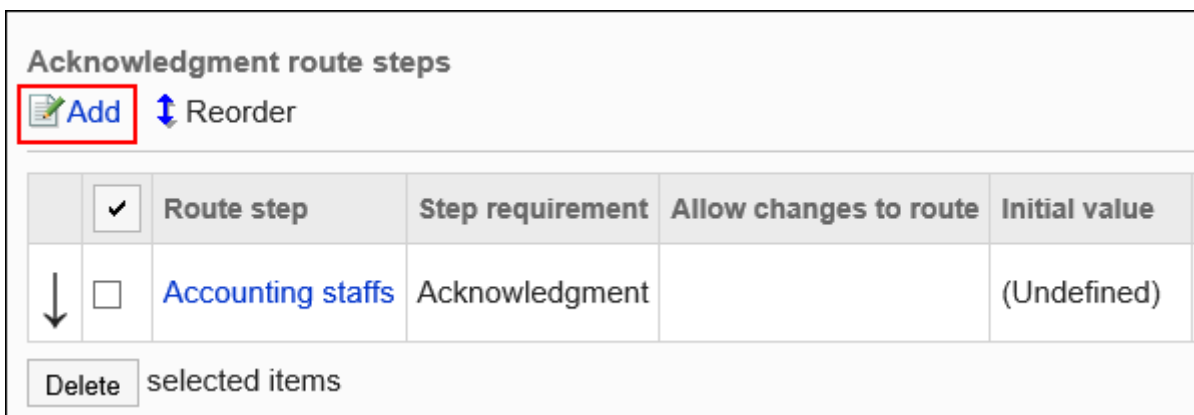 Acknowledgment route steps
Add Reorder
Route step Step requirement Allow changes to route Initial value
Accounting staffs Acknowledgment (Undefined)
Delete selected items